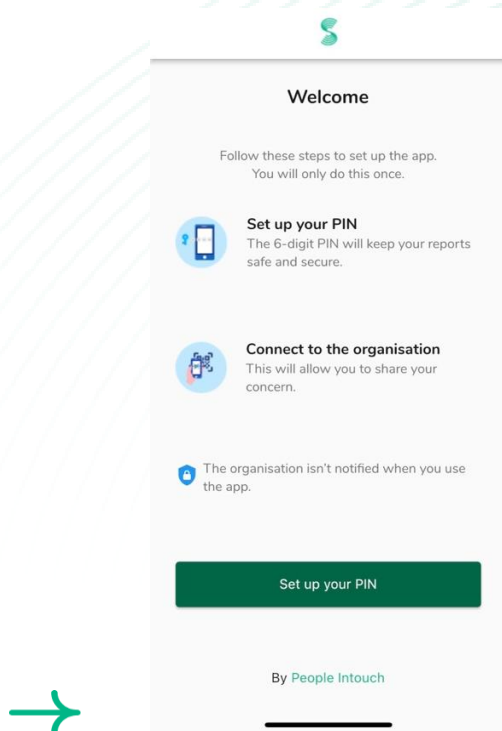 Welcome
Follow these steps to set up the app.
You will only do this once.
Set up your PIN
The 6-digit PIN will keep your reports
safe and secure.
Connect to the organisation
This will allow you to share your
concern.
The organisation isn't notified when you use
the app.
Set up your PIN
By People Intouch